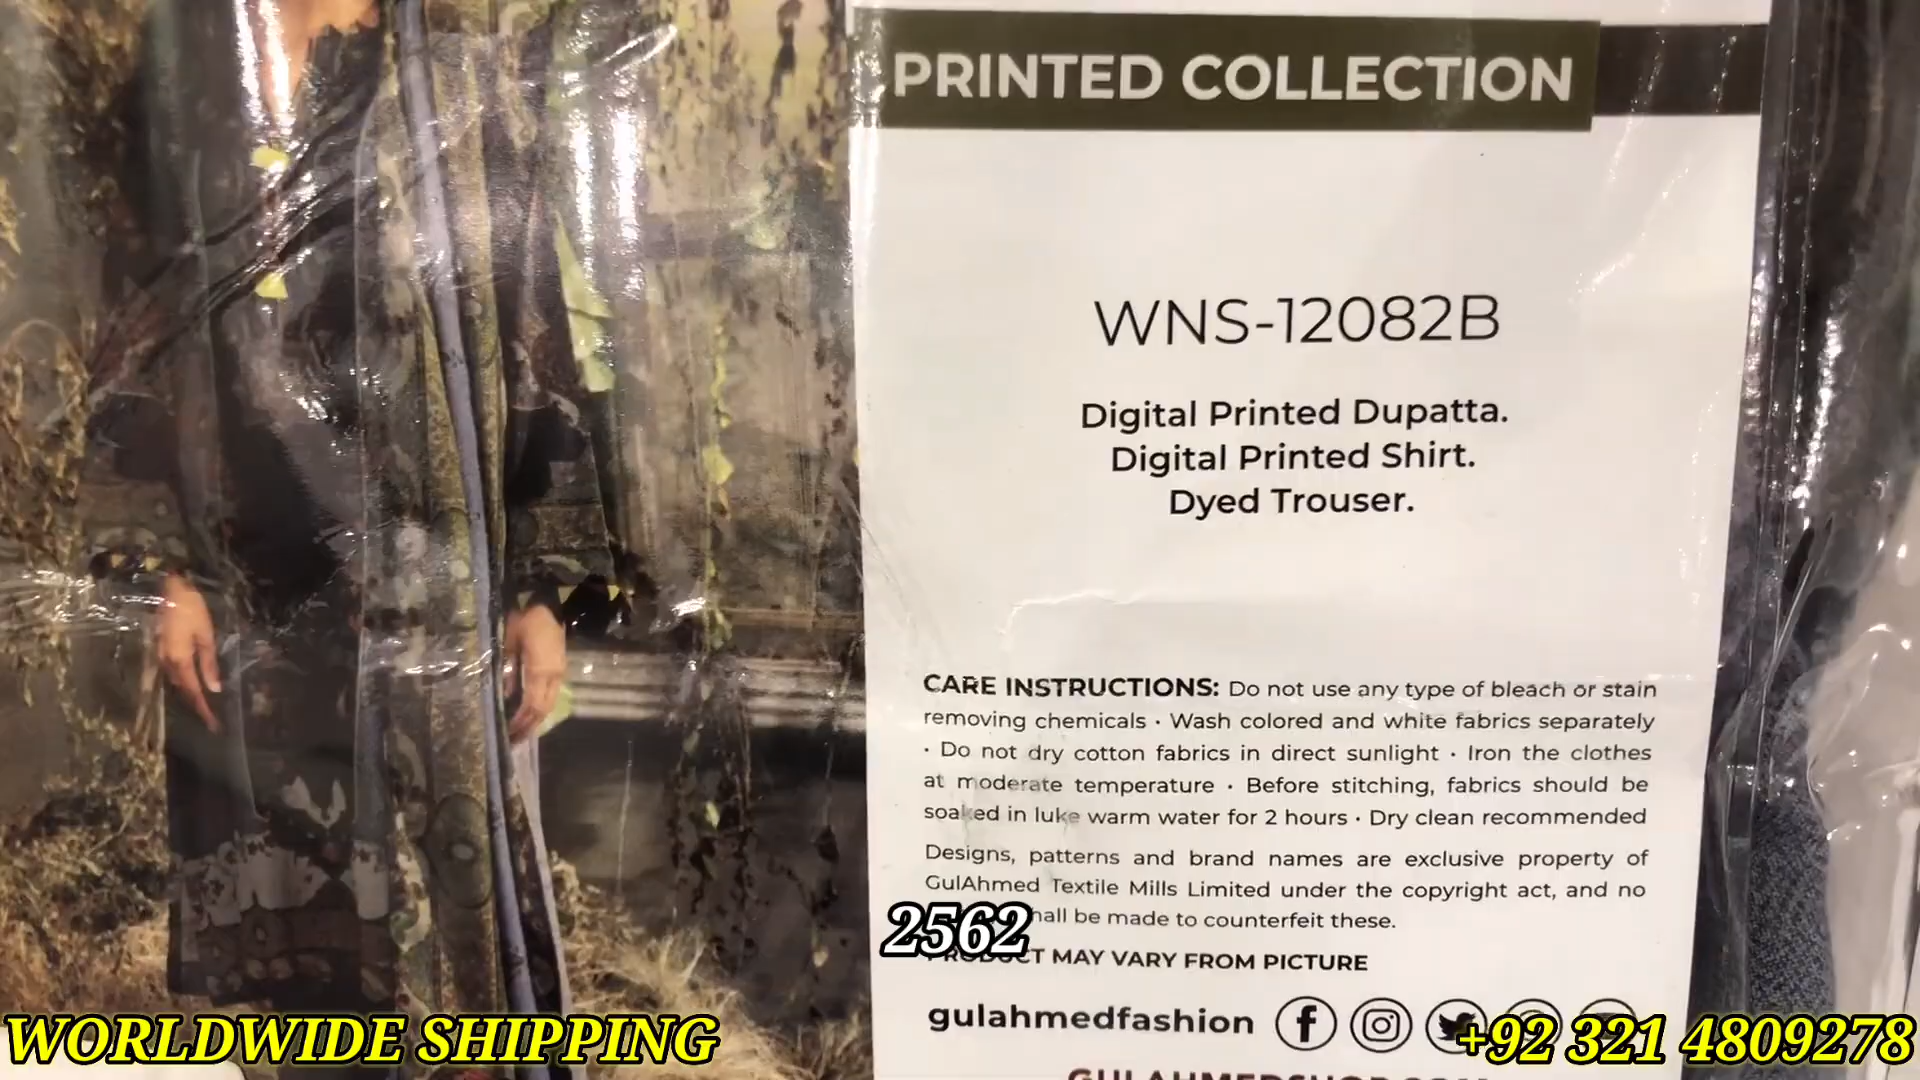 PRINTED COLLECTION
WNS-12082B
Digital Printed Dupatta.
Digital Printed Shirt.
Dyed Trouser.
CARE INSTRUCTIONS: Do not use any type of bleach or stain
removing chemicals · Wash colored and white fabrics separately
· Do not dry cotton fabrics in direct sunlight · Iron the clothes
at moderate temperature · Before stitching, fabrics should be
soaked in luke warm water for 2 hours · Dry clean recommended
Designs, patterns and brand names are exclusive property of
GulAhmed Textile Mills Limited under the copyright act, and no
hall be made to counterfeit these.
2562
PRODUCT MAY VARY FROM PICTURE
gulahmedfashion
WORLDWIDE SHIPPING
+92 321 4809278